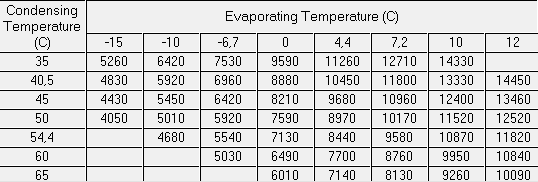 Condensing Temperature (C) Evaporating Temperature (C)
-15 -10 -6,7 0 4,4 7,2 10 12
35 5260 6420 7530 9590 11260 12710 14330
40,5 4830 5920 6960 8880 10450 11800 13330 14450
45 4430 5450 6420 8210 9680 10960 12400 13460
50 4050 5010 5920 7590 8970 10170 11520 12520
54,4 4680 5540 7130 8440 9580 10870 11820
60 5030 6490 7700 8760 9950 10840
65 6010 7140 8130 9260 10090